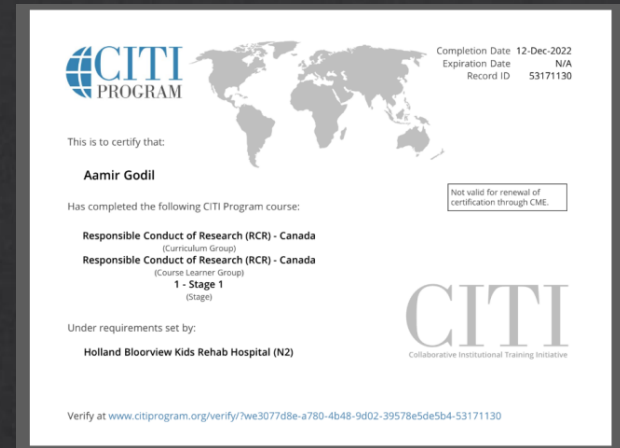 CITI
PROGRAM
Completion Date 12-Dec-2022
Expiration Date N/A
Record ID 53171130
This is to certify that:
Aamir Godil
Not valid for renewal of
certification through CME.
Has completed the following CITI Program course:
Responsible Conduct of Research (RCR) - Canada
(Curriculum Group)
Responsible Conduct of Research (RCR) - Canada
(Course Learner Group)
1 - Stage 1
(Stage)
Under requirements set by:
Holland Bloorview Kids Rehab Hospital (N2)
CITI
Collaborative Institutional Training Initiative
Verify at www.citiprogram.org/verify/?we3077d8e-a780-4b48-9d02-39578e5de5b4-53171130